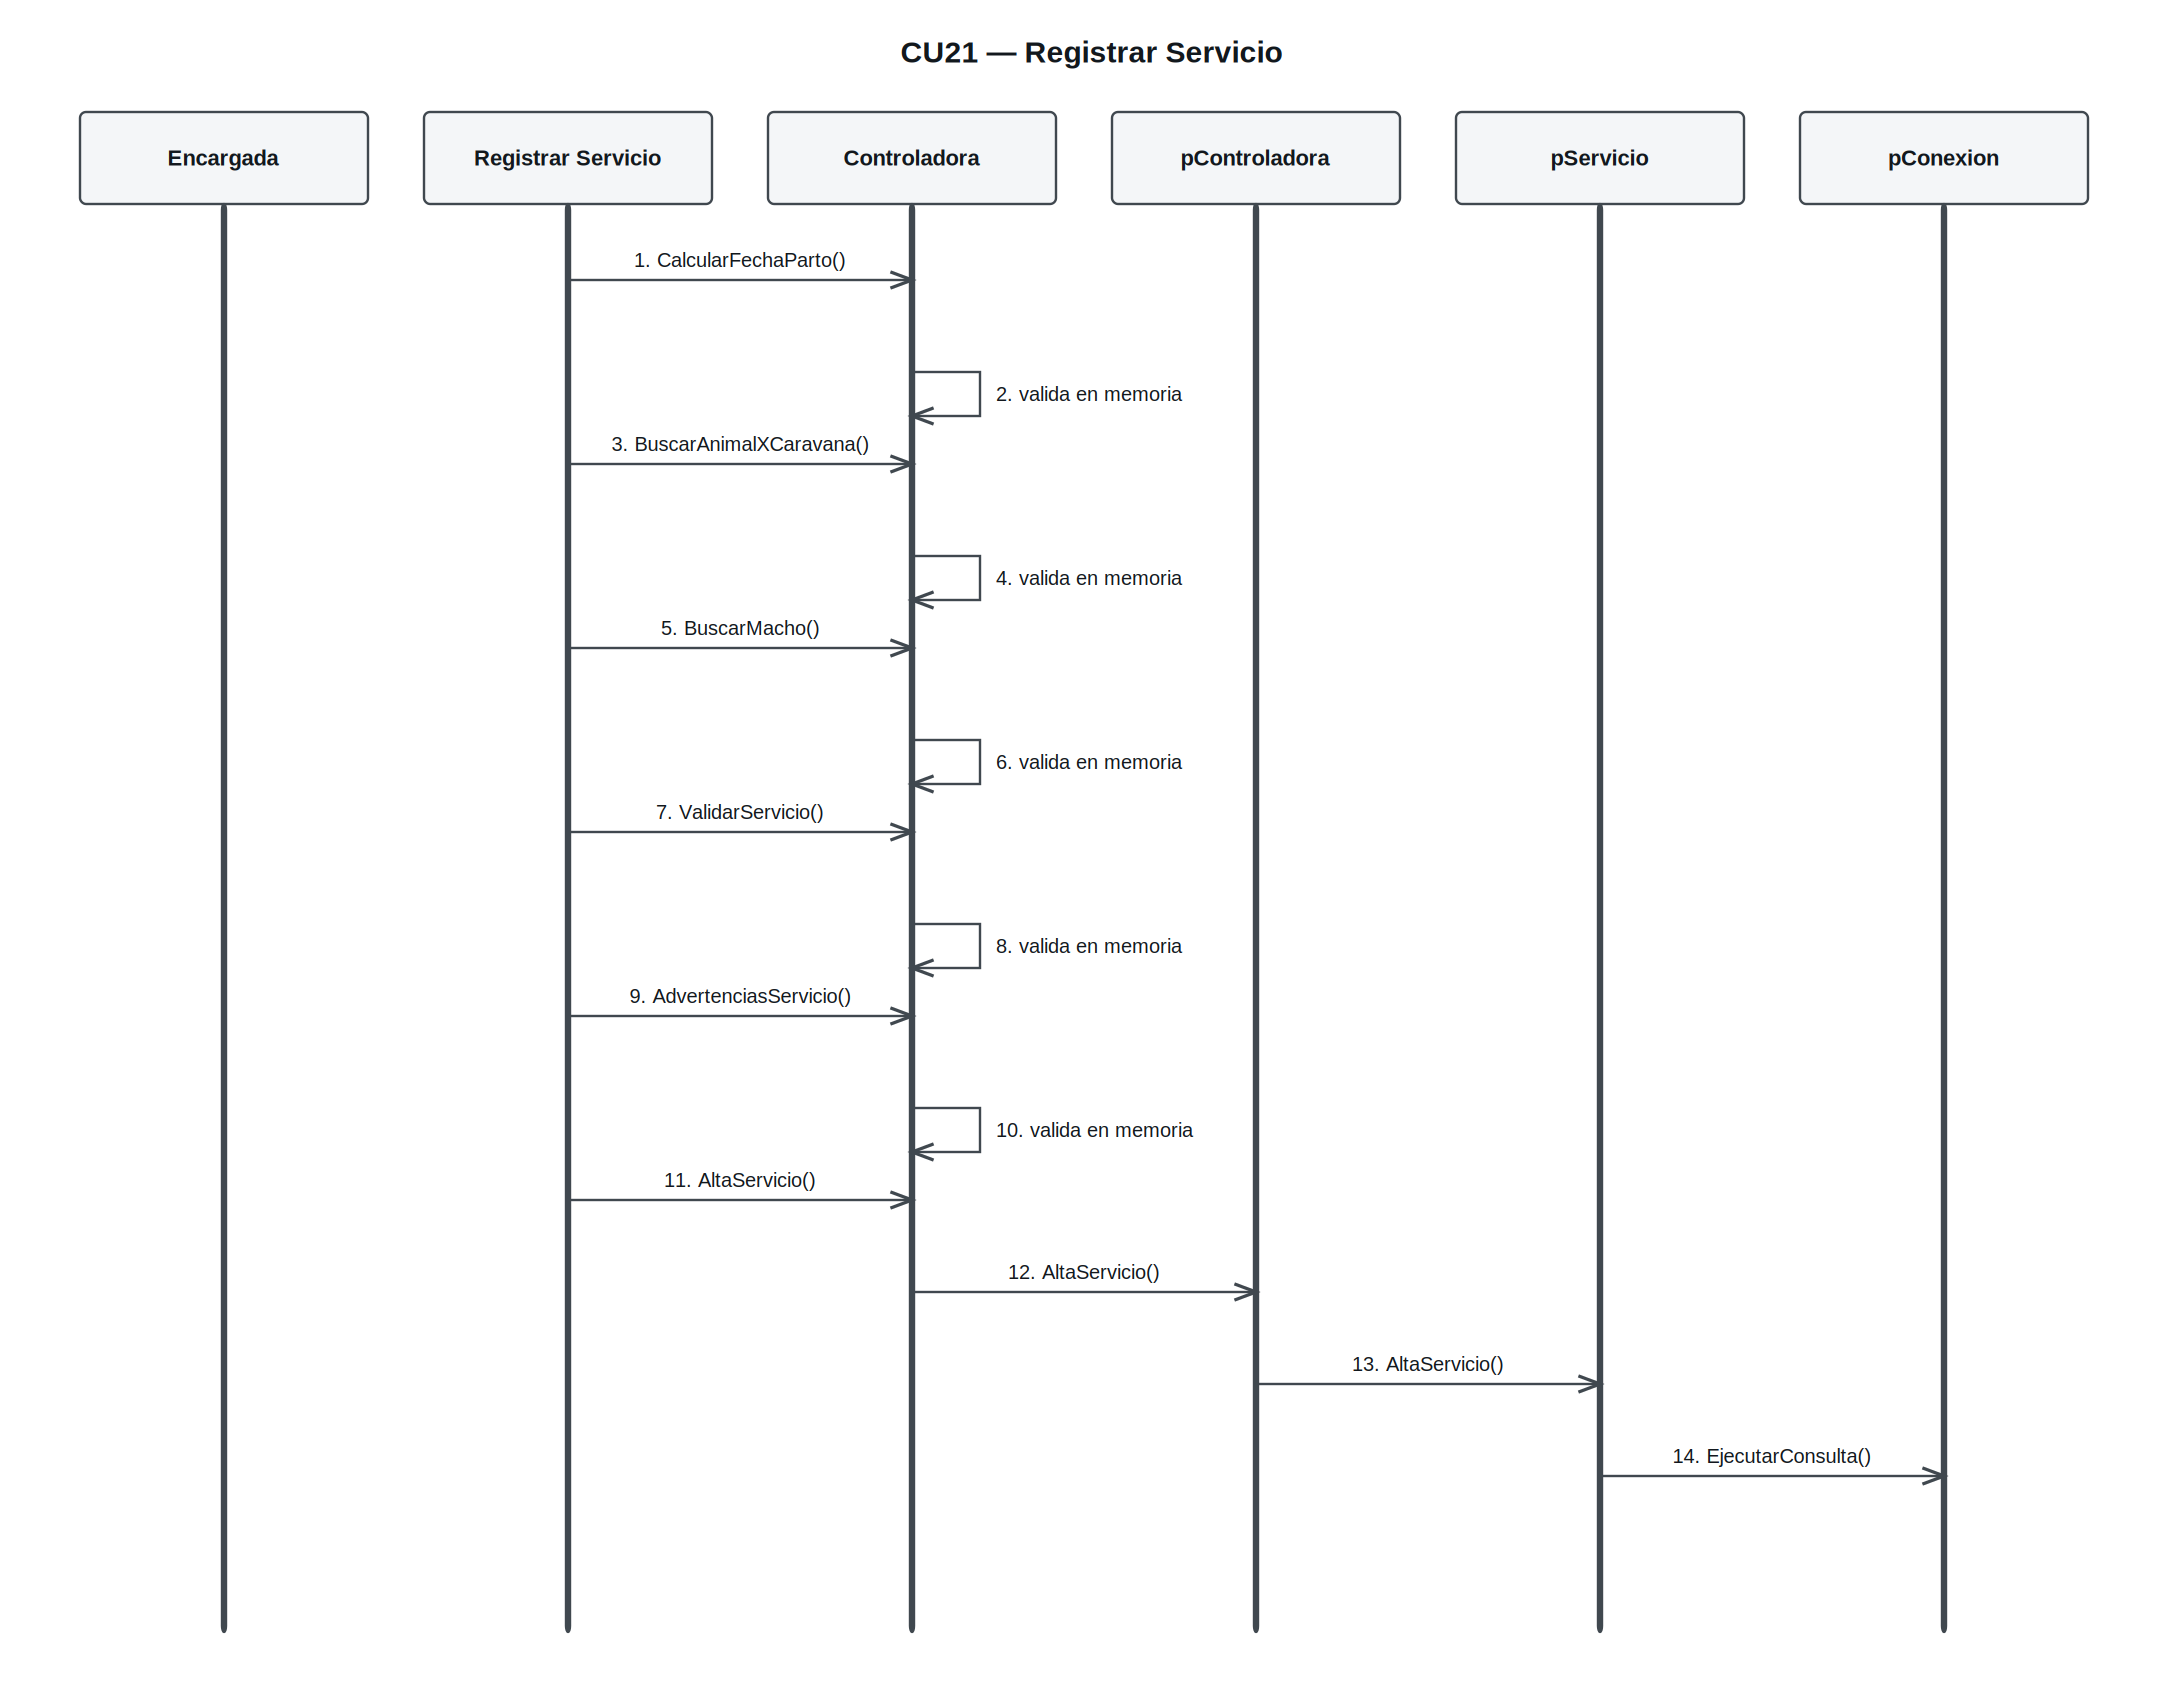 CU21 — Registrar Servicio
Encargada
Registrar Servicio
Controladora
pControladora
pServicio
pConexion
1. CalcularFechaParto()
2. valida en memoria
3. BuscarAnimalXCaravana()
4. valida en memoria
5. BuscarMacho()
6. valida en memoria
7. ValidarServicio()
8. valida en memoria
9. AdvertenciasServicio()
10. valida en memoria
11. AltaServicio()
12. AltaServicio()
13. AltaServicio()
14. EjecutarConsulta()